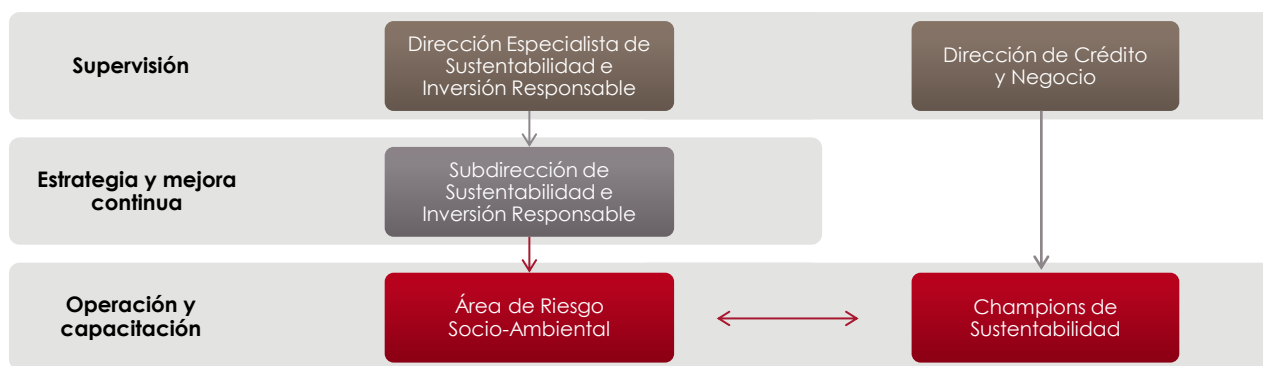 Supervisión
Dirección Especialista de
Sustentabilidad e
Inversión Responsable
Dirección de Crédito
y Negocio
Estrategia y mejora
continua
Subdirección de
Sustentabilidad e
Inversión Responsable
Operación y
capacitación
Área de Riesgo
Socio-Ambiental
Champions de
Sustentabilidad